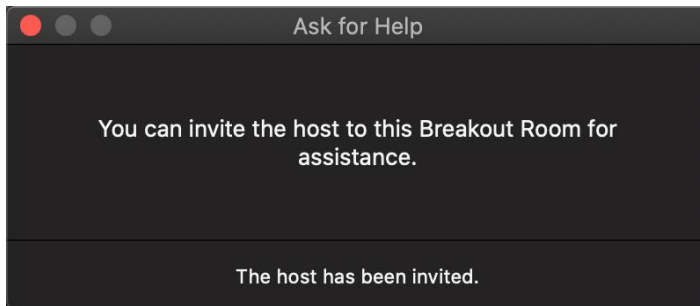 Ask for Help
You can invite the host to this Breakout Room for
assistance.
The host has been invited.